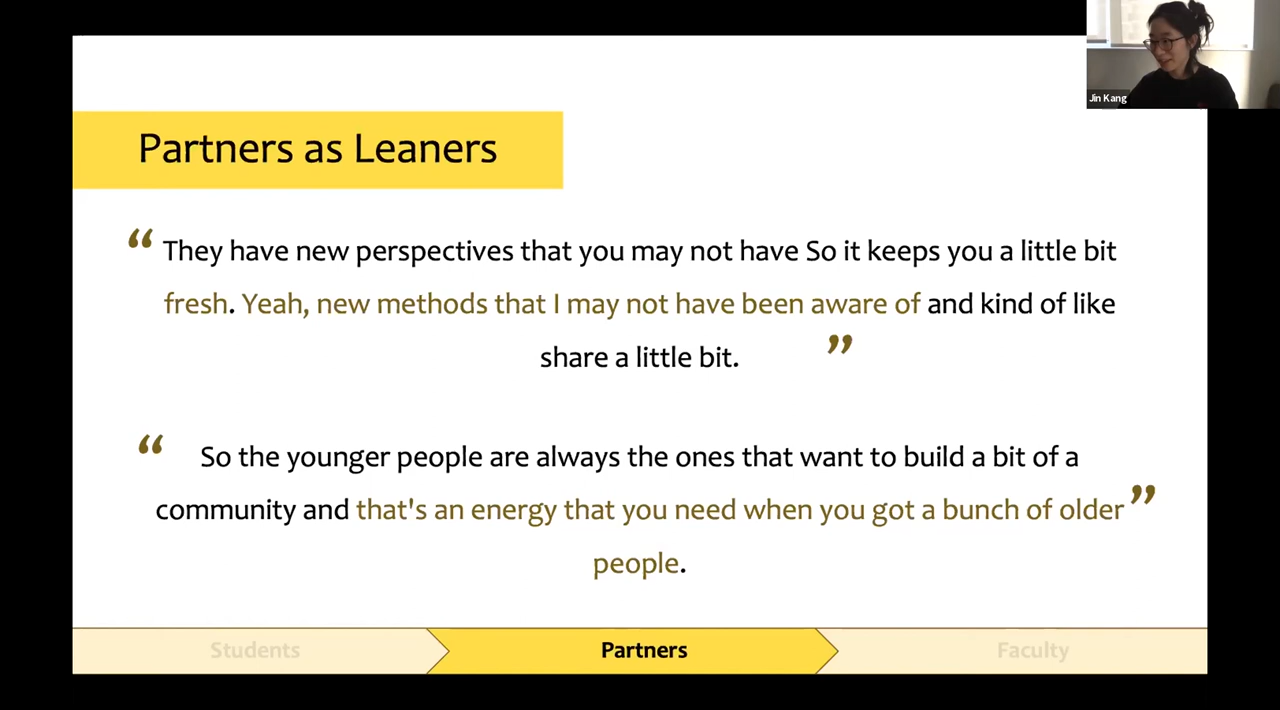 Jin Kang
Partners as Leaners
“ They have new perspectives that you may not have So it keeps you a little bit
fresh. Yeah, new methods that I may not have been aware of and kind of like
share a little bit. ”
“ So the younger people are always the ones that want to build a bit of a
community and that's an energy that you need when you got a bunch of older ”
people.
Students
Partners
Faculty